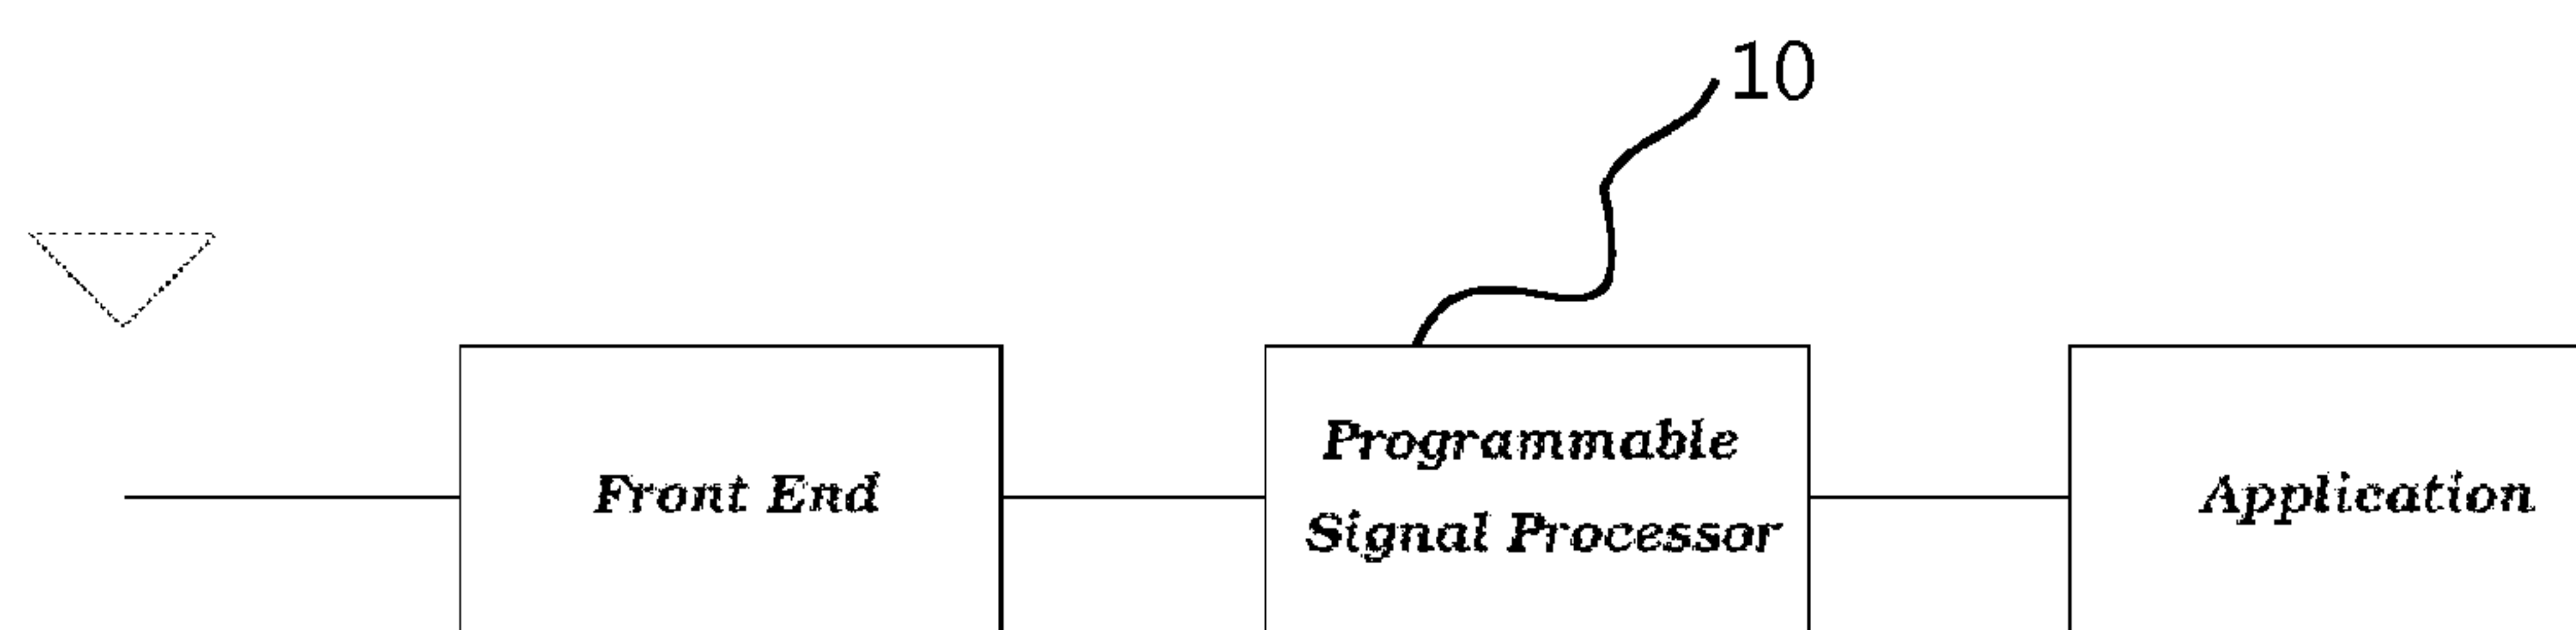 10
Front End
Programmable
Signal Processor
Application